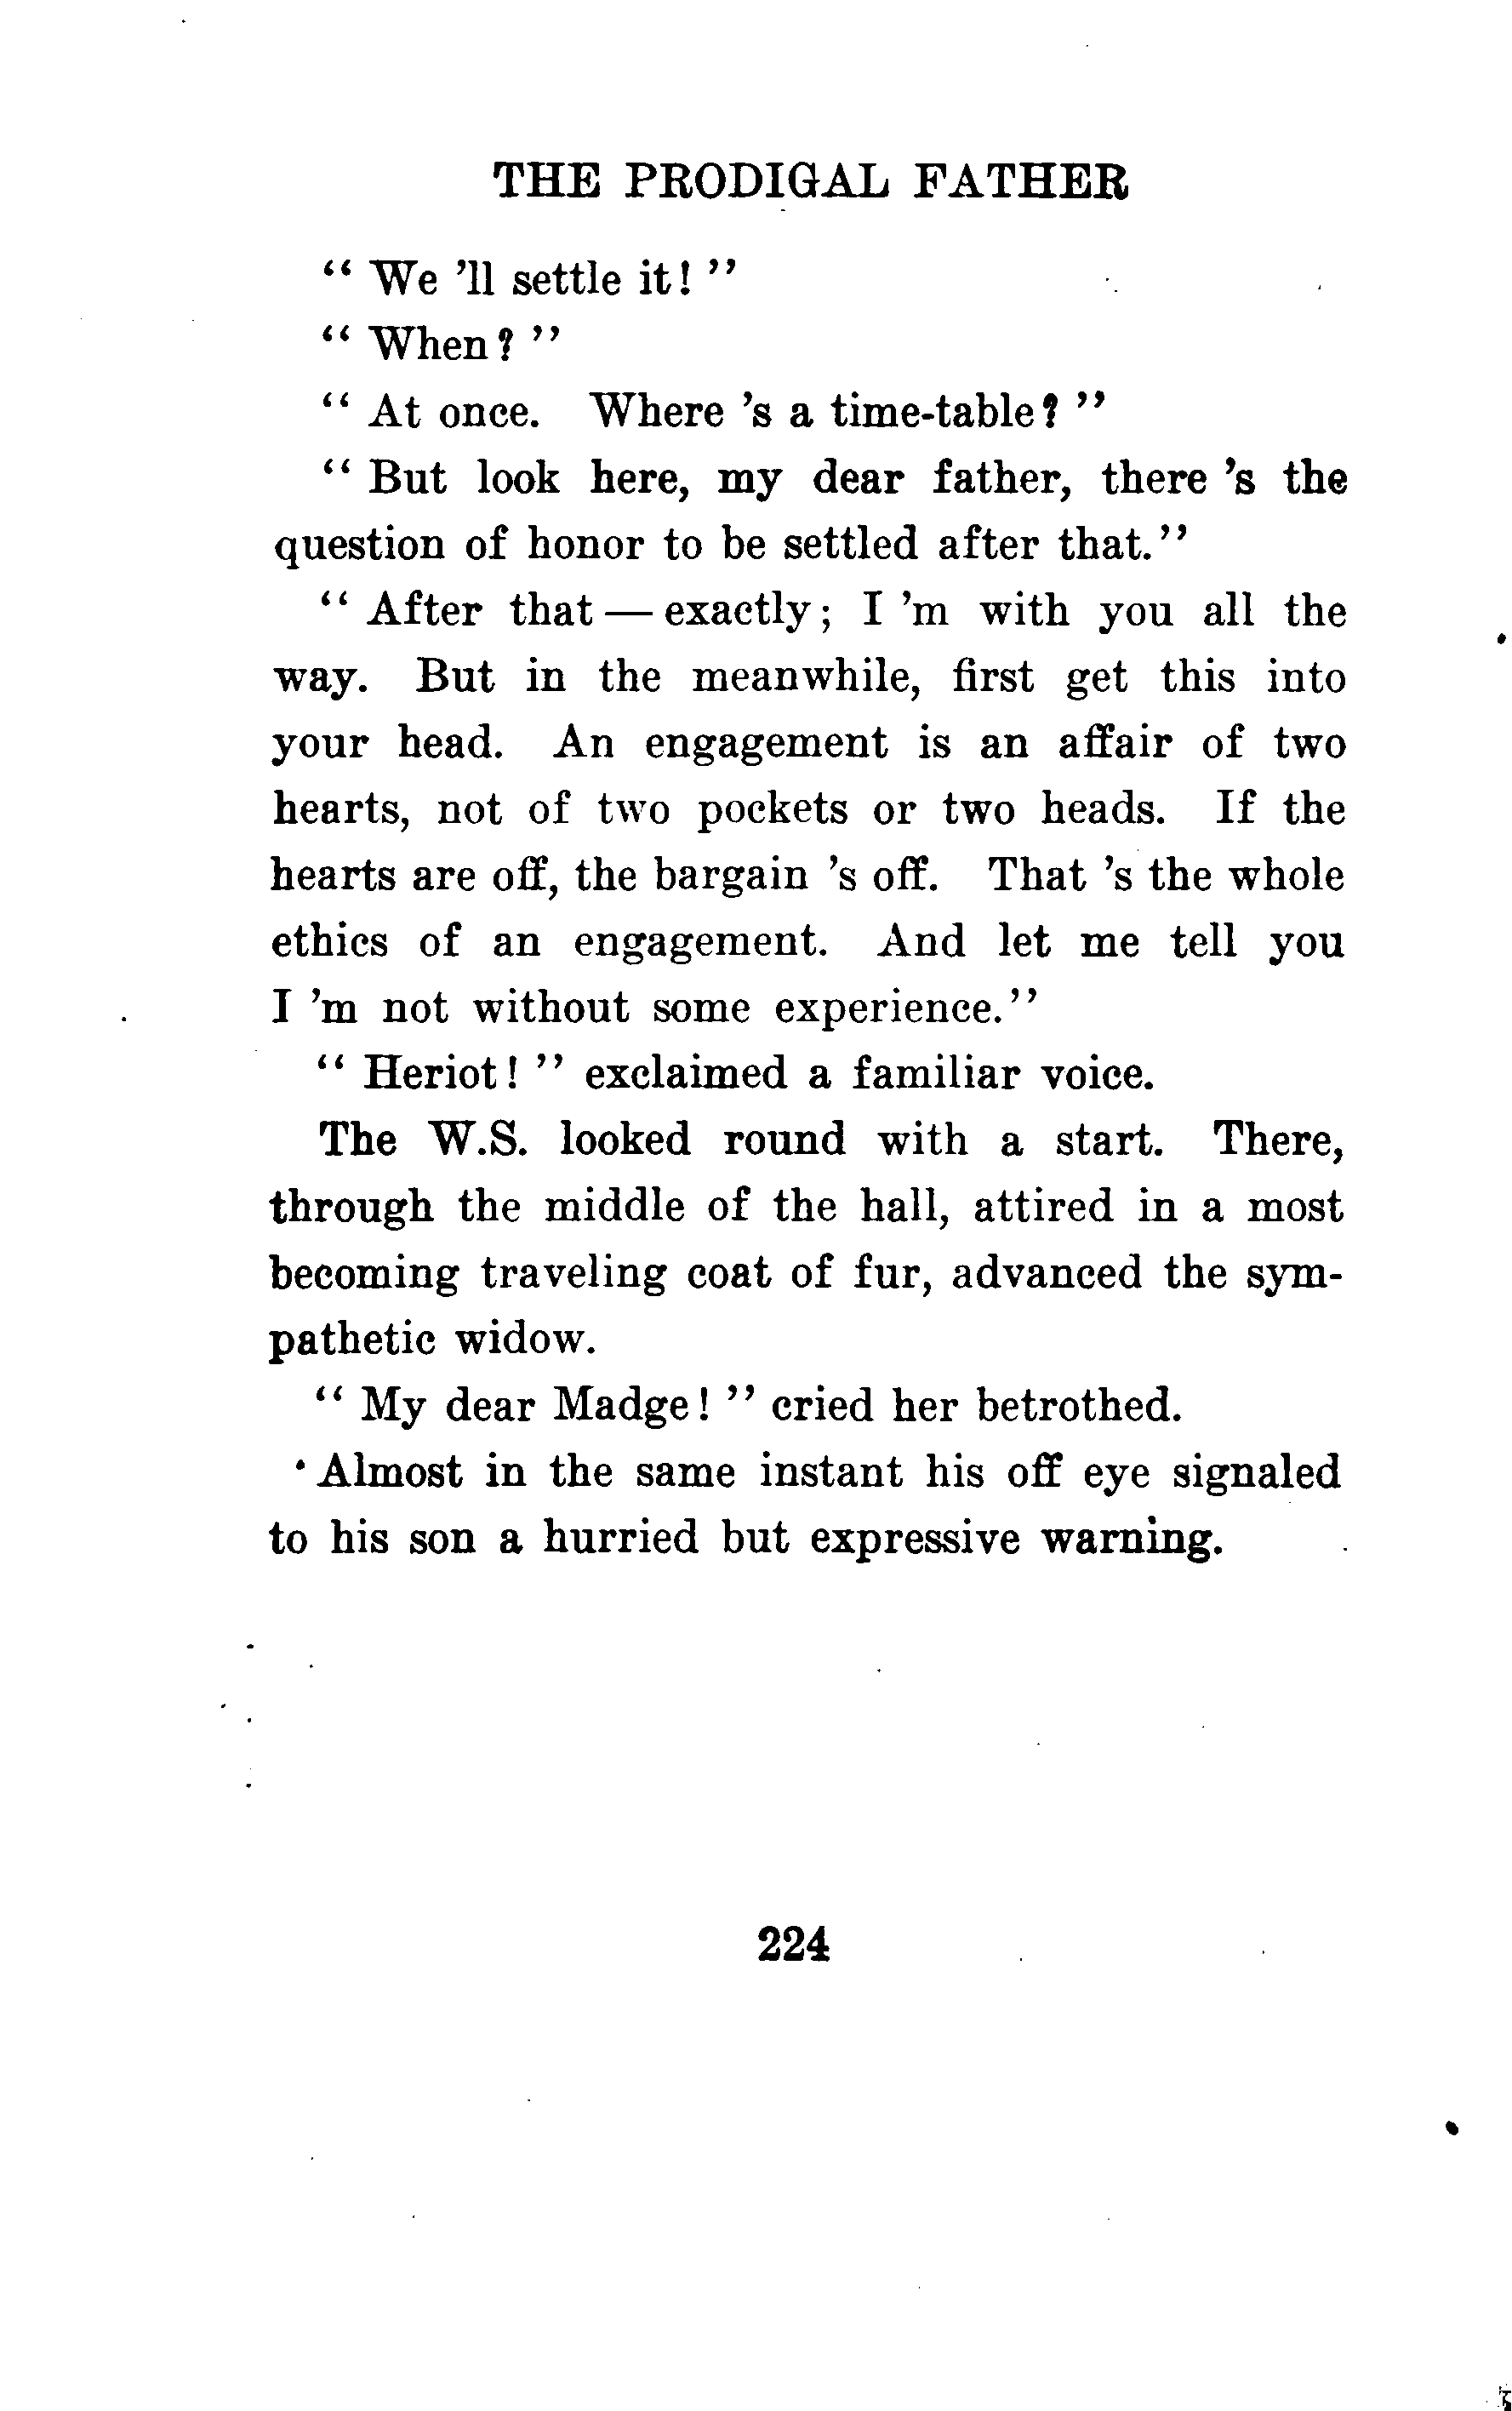 THE PRODIGAL FATHER
“ We 'll settle it! ”
“ When? ”
“ At once. Where 's a time-table? ”
“ But look here, my dear father, there 's the
question of honor to be settled after that.”
“ After that — exactly; I 'm with you all the
way. But in the meanwhile, first get this into
your head. An engagement is an affair of two
hearts, not of two pockets or two heads. If the
hearts are off, the bargain 's off. That 's the whole
ethics of an engagement. And let me tell you
I 'm not without some experience.”
“ Heriot! ” exclaimed a familiar voice.
The W.S. looked round with a start. There,
through the middle of the hall, attired in a most
becoming traveling coat of fur, advanced the sym-
pathetic widow.
“ My dear Madge! ” cried her betrothed.
Almost in the same instant his off eye signaled
to his son a hurried but expressive warning.
224